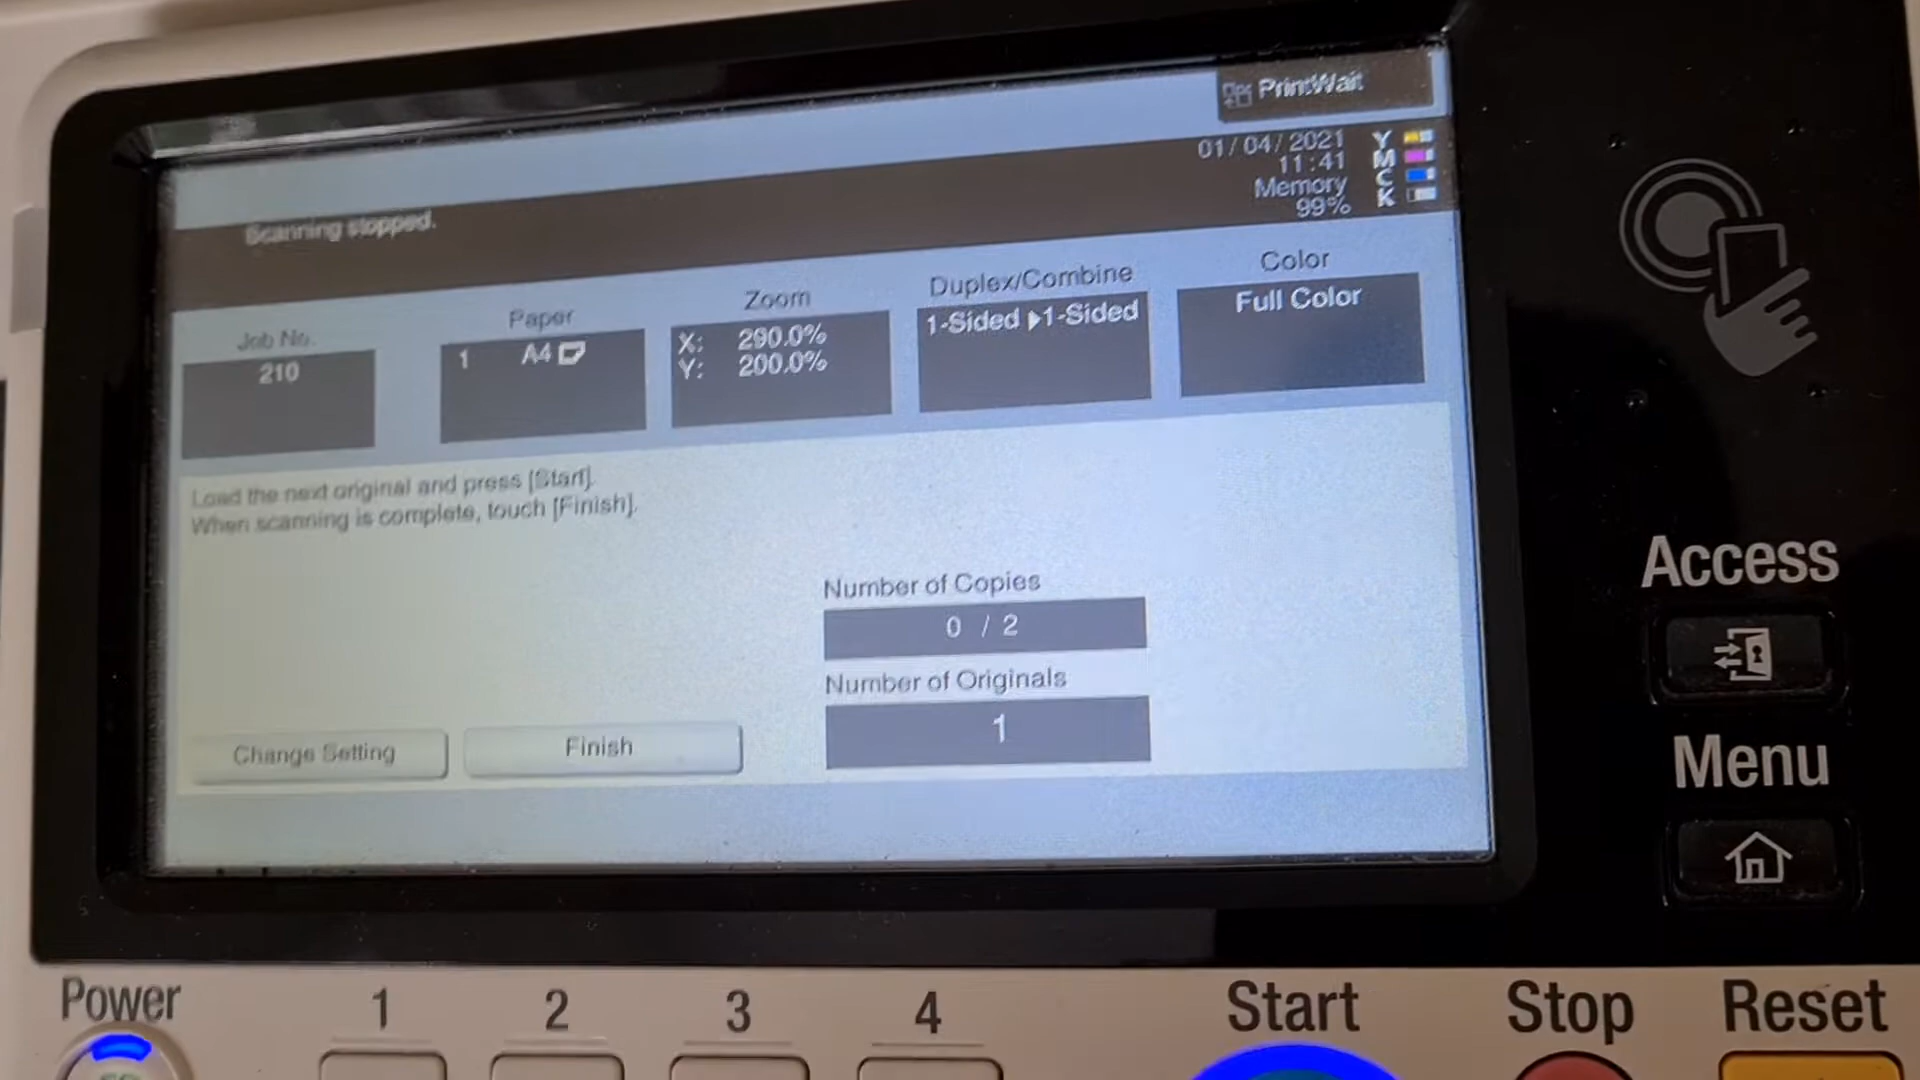 PrintWait
01/04/2021
11:41
Memory
99%
Y
M
C
K
Scanning stopped.
Job No.
210
Paper
1 A4
Zoom
X: 290.0%
Y: 200.0%
Duplex/Combine
1-Sided ▶1-Sided
Color
Full Color
Load the next original and press [Start].
When scanning is complete, touch [Finish].
Number of Copies
0 / 2
Number of Originals
1
Change Setting
Finish
Access
Menu
Power
1
2
3
4
Start
Stop
Reset